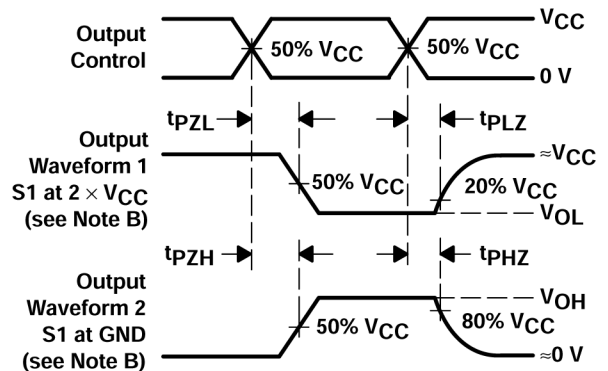 Output
Control
50% VCC
50% VCC
VCC
0 V
tPZL
tPLZ
Output
Waveform 1
S1 at 2 × VCC
(see Note B)
50% VCC
20% VCC
≈VCC
VOL
tPZH
tPHZ
Output
Waveform 2
S1 at GND
(see Note B)
50% VCC
80% VCC
VOH
≈0 V